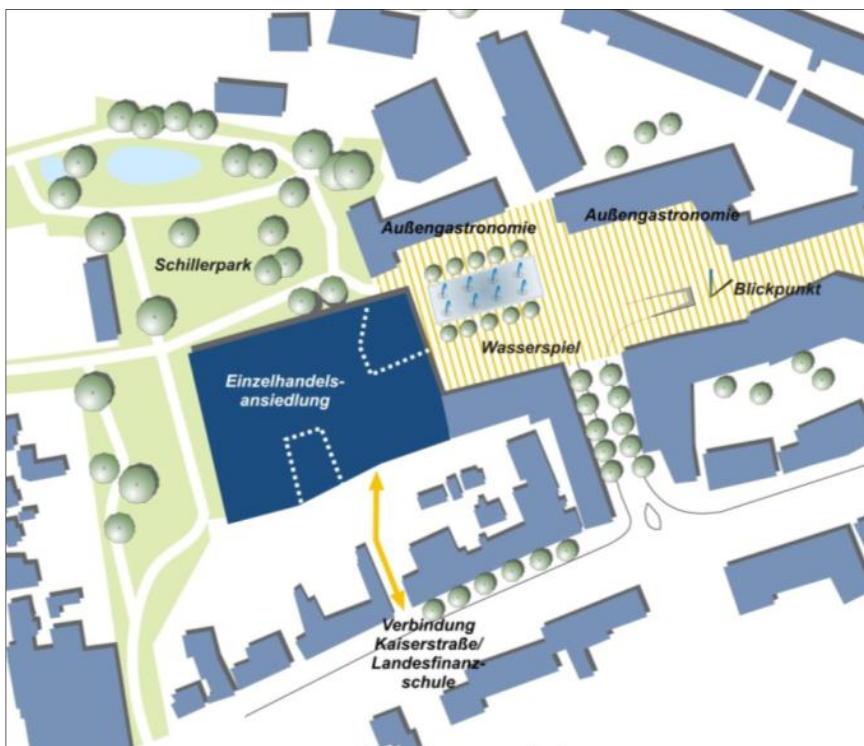 Außengastronomie
Außengastronomie
Schillerpark
Blickpunkt
Wasserspiel
Einzelhandels-
ansiedlung
Verbindung
Kaiserstraße/
Landesfinanz-
schule